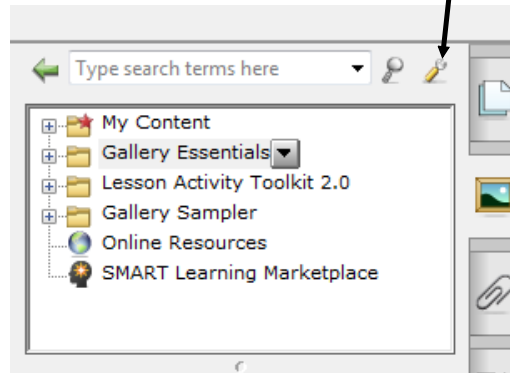 Type search terms here
My Content
Gallery Essentials
Lesson Activity Toolkit 2.0
Gallery Sampler
Online Resources
SMART Learning Marketplace